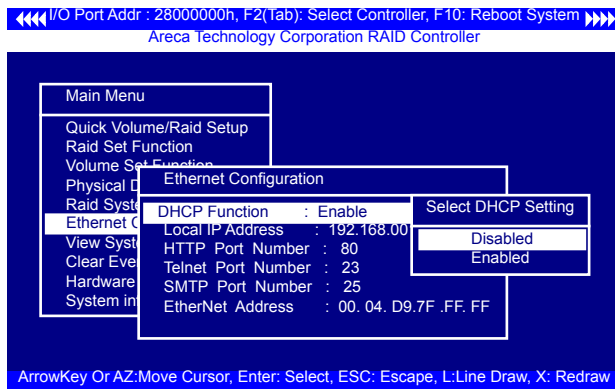 I/O Port Addr : 28000000h, F2(Tab): Select Controller, F10: Reboot System
Areca Technology Corporation RAID Controller
Main Menu
Quick Volume/Raid Setup
Raid Set Function
Volume Set Function
Physical D
Raid Syste
Ethernet C
View Syst
Clear Eve
Hardware
System in
Ethernet Configuration
DHCP Function : Enable
Local IP Address : 192.168.00
HTTP Port Number : 80
Telnet Port Number : 23
SMTP Port Number : 25
EtherNet Address : 00. 04. D9.7F .FF. FF
Select DHCP Setting
Disabled
Enabled
ArrowKey Or AZ:Move Cursor, Enter: Select, ESC: Escape, L:Line Draw, X: Redraw